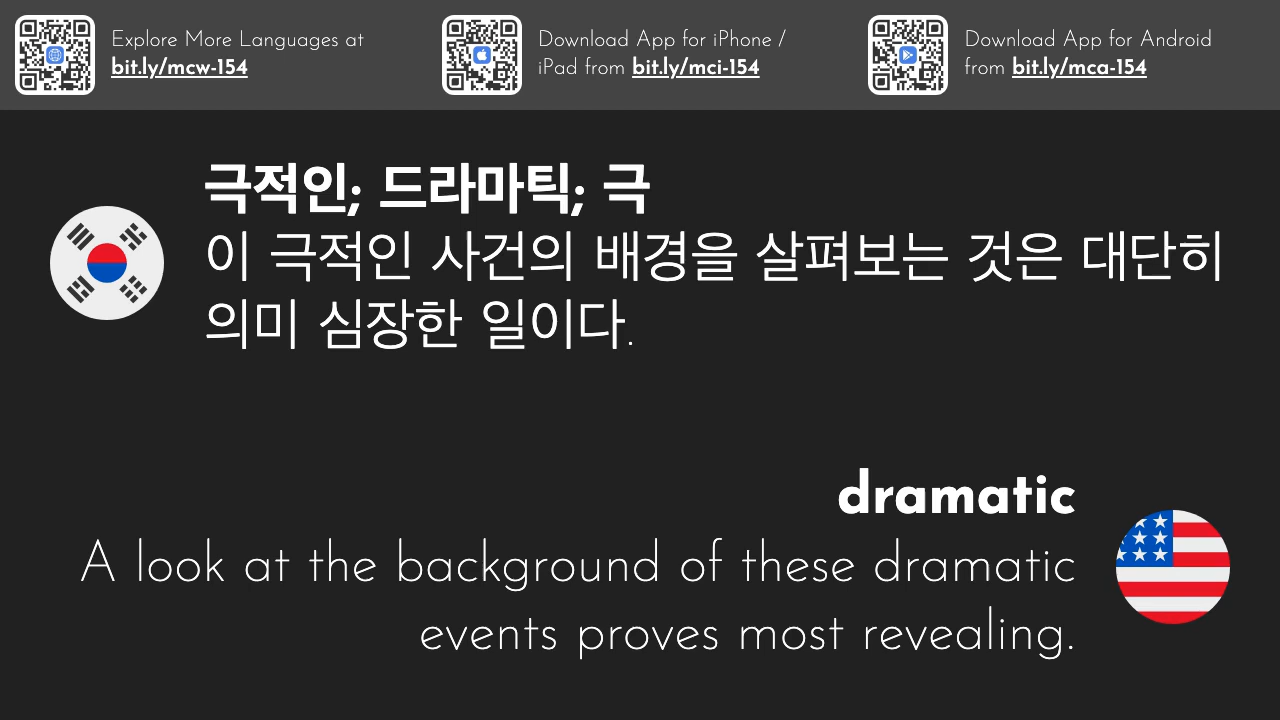 Explore More Languages at
bit.ly/mcw-154
Download App for iPhone /
iPad from bit.ly/mci-154
Download App for Android
from bit.ly/mca-154
극적인; 드라마틱; 극
이 극적인 사건의 배경을 살펴보는 것은 대단히
의미 심장한 일이다.
dramatic
A look at the background of these dramatic
events proves most revealing.